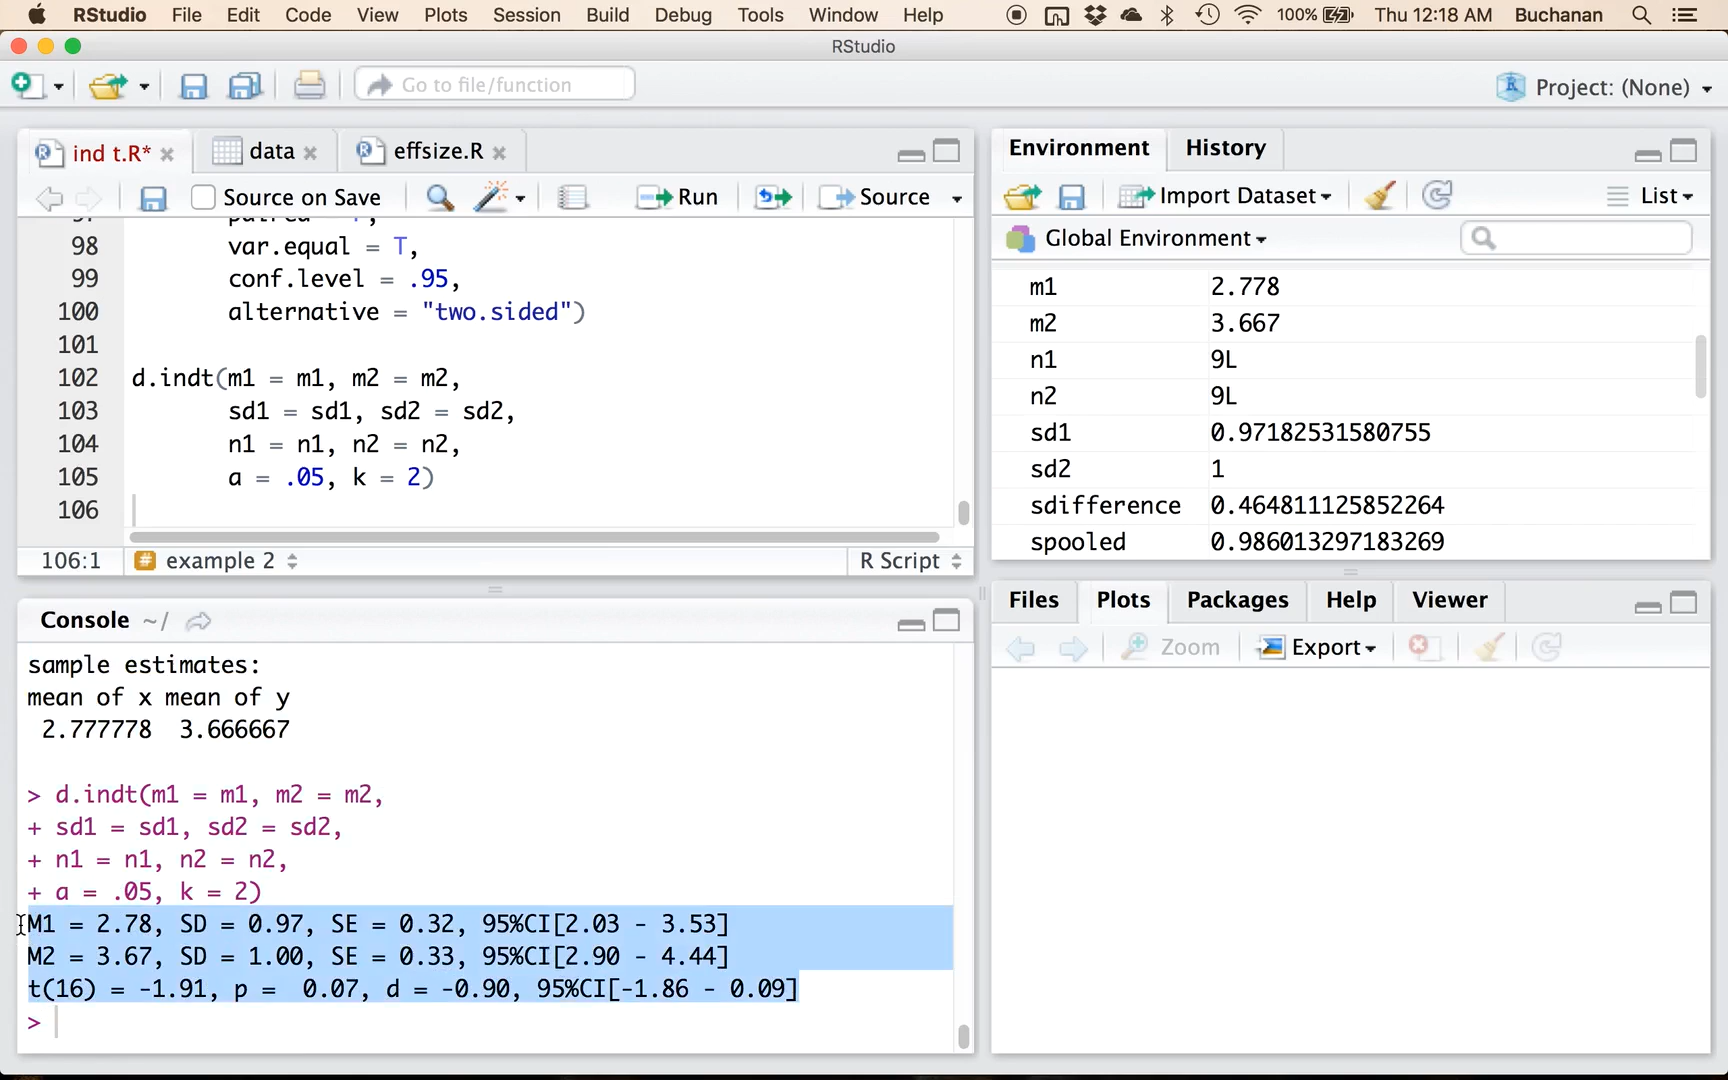 RStudio File Edit Code View Plots Session Build Debug Tools Window Help 100% Thu 12:18 AM Buchanan
RStudio
Go to file/function Project: (None)
ind t.R* data effsize.R
Source on Save Run Source
98 var.equal = T,
99 conf.level = .95,
100 alternative = "two.sided")
101
102 d.indt(m1 = m1, m2 = m2,
103 sd1 = sd1, sd2 = sd2,
104 n1 = n1, n2 = n2,
105 a = .05, k = 2)
106
106:1 example 2 R Script
Console ~/
sample estimates:
mean of x mean of y
2.777778 3.666667
> d.indt(m1 = m1, m2 = m2,
+ sd1 = sd1, sd2 = sd2,
+ n1 = n1, n2 = n2,
+ a = .05, k = 2)
M1 = 2.78, SD = 0.97, SE = 0.32, 95%CI[2.03 - 3.53]
M2 = 3.67, SD = 1.00, SE = 0.33, 95%CI[2.90 - 4.44]
t(16) = -1.91, p =  0.07, d = -0.90, 95%CI[-1.86 - 0.09]
>
Environment History
Import Dataset List
Global Environment
m1 2.778
m2 3.667
n1 9L
n2 9L
sd1 0.97182531580755
sd2 1
sdifference 0.464811125852264
spooled 0.986013297183269
Files Plots Packages Help Viewer
Zoom Export